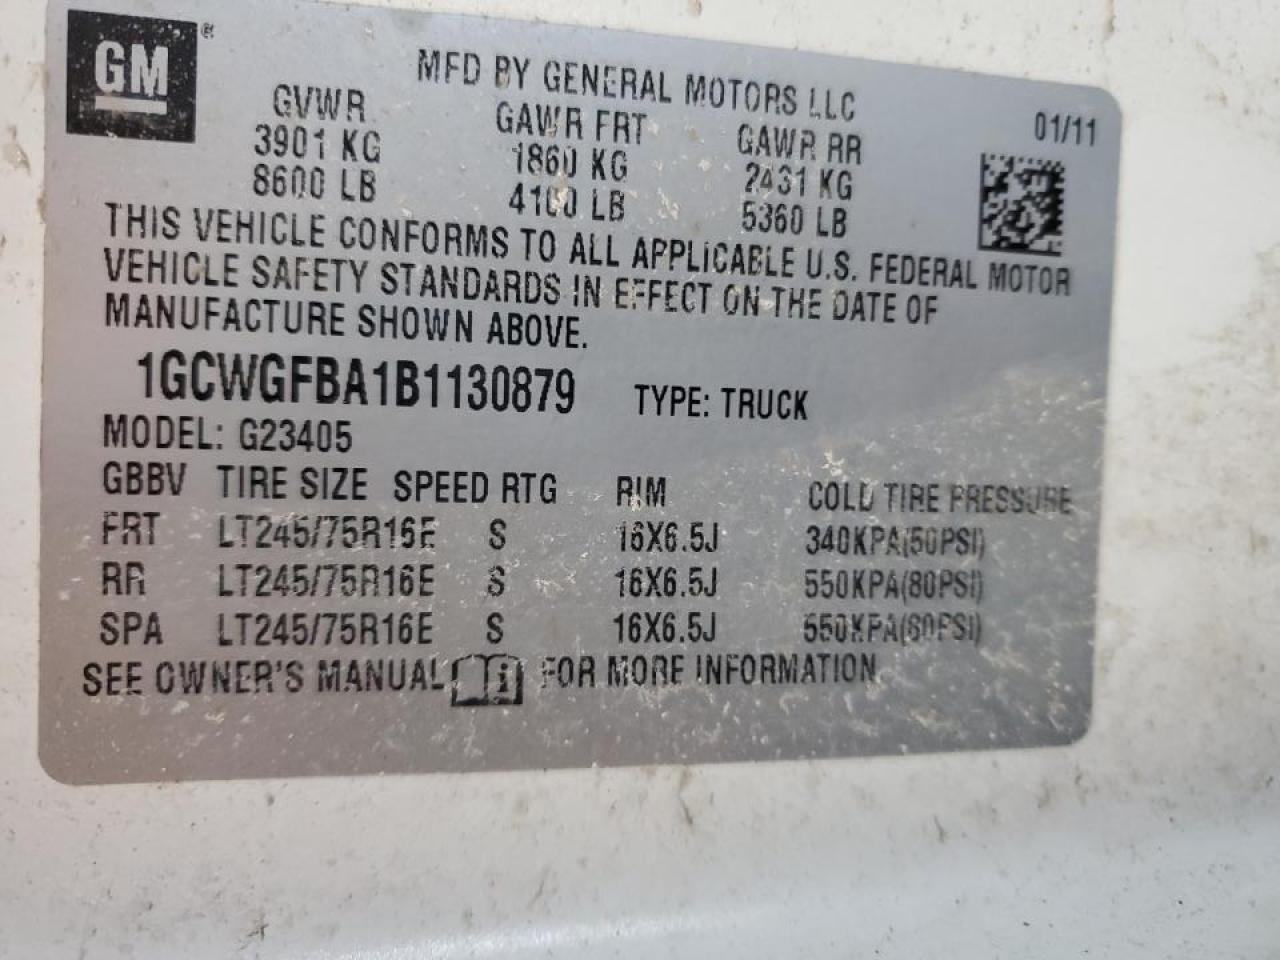 GM®
MFD BY GENERAL MOTORS LLC
GVWR GAWR FRT GAWR RR 01/11
3901 KG 1860 KG 2431 KG
8600 LB 4100 LB 5360 LB
THIS VEHICLE CONFORMS TO ALL APPLICABLE U.S. FEDERAL MOTOR
VEHICLE SAFETY STANDARDS IN EFFECT ON THE DATE OF
MANUFACTURE SHOWN ABOVE.
1GCWGFBA1B1130879 TYPE: TRUCK
MODEL: G23405
GBBV TIRE SIZE SPEED RTG RIM COLD TIRE PRESSURE
FRT LT245/75R16E S 16X6.5J 340KPA(50PSI)
RR LT245/75R16E S 16X6.5J 550KPA(80PSI)
SPA LT245/75R16E S 16X6.5J 550KPA(80PSI)
SEE OWNER'S MANUAL FOR MORE INFORMATION.